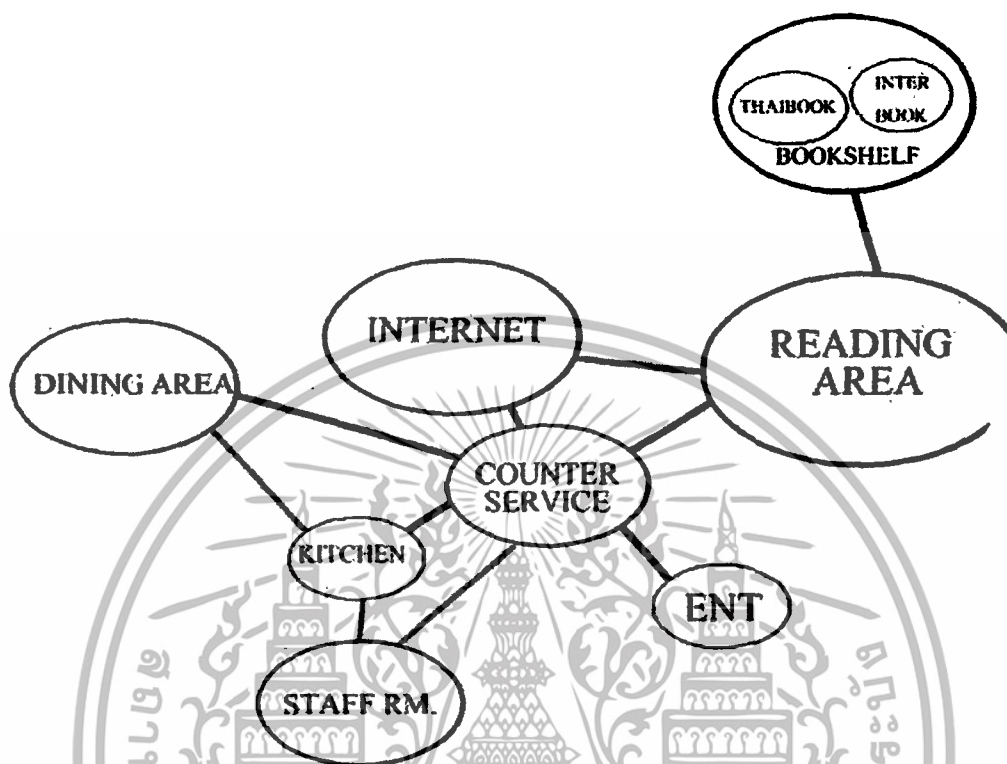 THAIBOOK
INTER
BOOK
BOOKSHELF
INTERNET
READING
AREA
DINING AREA
COUNTER
SERVICE
KITCHEN
ENT
STAFF RM.